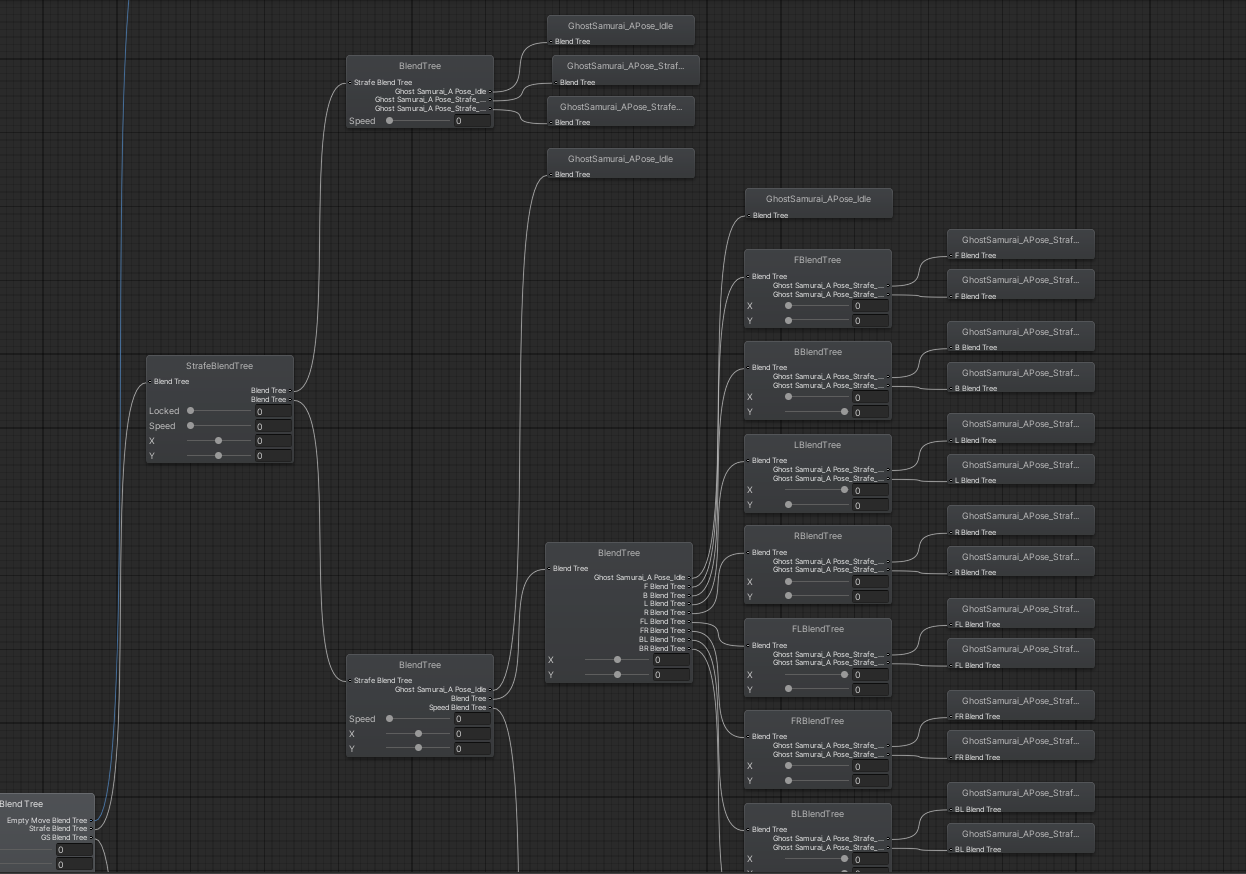 GhostSamurai_APose_Idle
Blend Tree
BlendTree
Strafe Blend Tree
Ghost Samurai_A Pose_Idle
Ghost Samurai_A Pose_Strafe_...
Ghost Samurai_A Pose_Strafe_...
Speed 0
GhostSamurai_APose_Straf...
Blend Tree
GhostSamurai_APose_Strafe...
Blend Tree
GhostSamurai_APose_Idle
Blend Tree
GhostSamurai_APose_Idle
Blend Tree
StrafeBlendTree
Blend Tree
Blend Tree
Blend Tree
Locked 0
Speed 0
X 0
Y 0
BlendTree
Strafe Blend Tree
Ghost Samurai_A Pose_Idle
Blend Tree
Speed Blend Tree
Speed 0
X 0
Y 0
BlendTree
Blend Tree
Ghost Samurai_A Pose_Idle
F Blend Tree
B Blend Tree
L Blend Tree
R Blend Tree
FL Blend Tree
FR Blend Tree
BL Blend Tree
BR Blend Tree
X 0
Y 0
FBlendTree
Blend Tree
Ghost Samurai_A Pose_Strafe_...
Ghost Samurai_A Pose_Strafe_...
X 0
Y 0
GhostSamurai_APose_Straf...
F Blend Tree
GhostSamurai_APose_Straf...
F Blend Tree
BBlendTree
Blend Tree
Ghost Samurai_A Pose_Strafe_...
Ghost Samurai_A Pose_Strafe_...
X 0
Y 0
GhostSamurai_APose_Straf...
B Blend Tree
GhostSamurai_APose_Straf...
B Blend Tree
LBlendTree
Blend Tree
Ghost Samurai_A Pose_Strafe_...
Ghost Samurai_A Pose_Strafe_...
X 0
Y 0
GhostSamurai_APose_Straf...
L Blend Tree
GhostSamurai_APose_Straf...
L Blend Tree
RBlendTree
Blend Tree
Ghost Samurai_A Pose_Strafe_...
Ghost Samurai_A Pose_Strafe_...
X 0
Y 0
GhostSamurai_APose_Straf...
R Blend Tree
GhostSamurai_APose_Straf...
R Blend Tree
FLBlendTree
Blend Tree
Ghost Samurai_A Pose_Strafe_...
Ghost Samurai_A Pose_Strafe_...
X 0
Y 0
GhostSamurai_APose_Straf...
FL Blend Tree
GhostSamurai_APose_Straf...
FL Blend Tree
FRBlendTree
Blend Tree
Ghost Samurai_A Pose_Strafe_...
Ghost Samurai_A Pose_Strafe_...
X 0
Y 0
GhostSamurai_APose_Straf...
FR Blend Tree
GhostSamurai_APose_Straf...
FR Blend Tree
BLBlendTree
Blend Tree
Ghost Samurai_A Pose_Strafe_...
Ghost Samurai_A Pose_Strafe_...
X 0
GhostSamurai_APose_Straf...
BL Blend Tree
GhostSamurai_APose_Straf...
BL Blend Tree
Blend Tree
Empty Move Blend Tree
Strafe Blend Tree
GS Blend Tree
0
0